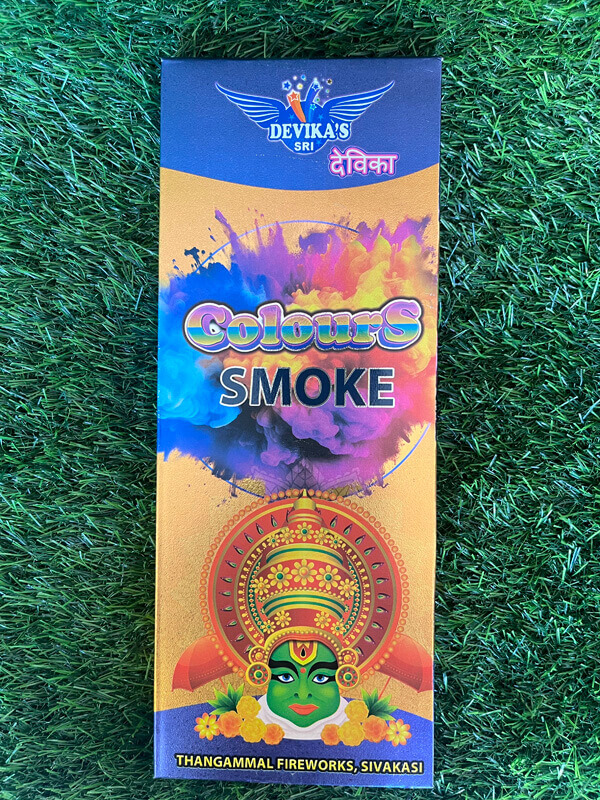 DEVIKA'S
SRI
देविका
ColourS
SMOKE
THANGAMMAL FIREWORKS, SIVAKASI